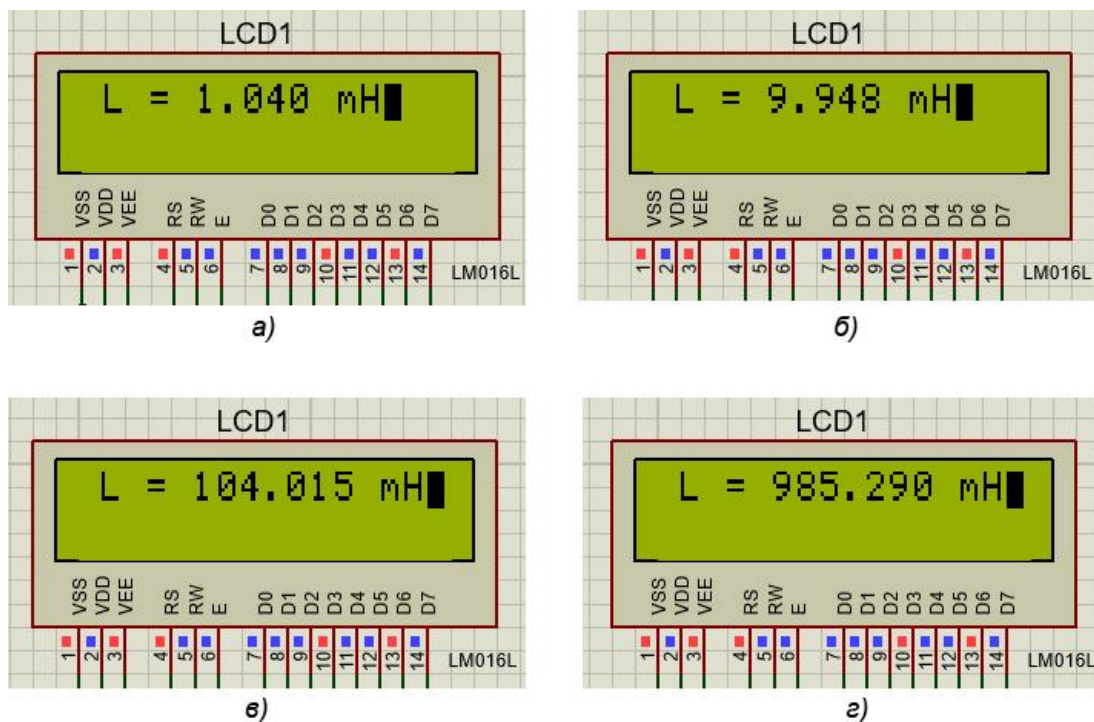 LCD1
L = 1.040 mH
VSS VDD VEE RS RW E D0 D1 D2 D3 D4 D5 D6 D7
1 2 3 4 5 6 7 8 9 10 11 12 13 14
LM016L
а)
LCD1
L = 9.948 mH
VSS VDD VEE RS RW E D0 D1 D2 D3 D4 D5 D6 D7
1 2 3 4 5 6 7 8 9 10 11 12 13 14
LM016L
б)
LCD1
L = 104.015 mH
VSS VDD VEE RS RW E D0 D1 D2 D3 D4 D5 D6 D7
1 2 3 4 5 6 7 8 9 10 11 12 13 14
LM016L
в)
LCD1
L = 985.290 mH
VSS VDD VEE RS RW E D0 D1 D2 D3 D4 D5 D6 D7
1 2 3 4 5 6 7 8 9 10 11 12 13 14
LM016L
г)